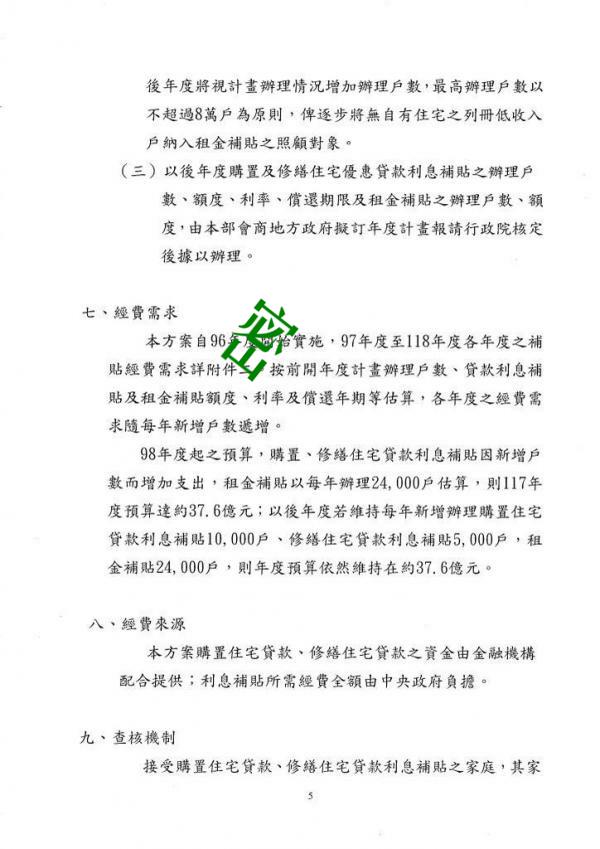 後年度將視計畫辦理情況增加辦理戶數，最高辦理戶數以
不超過8萬戶為原則，俾逐步將無自有住宅之列冊低收入
戶納入租金補貼之照顧對象。
（三）以後年度購置及修繕住宅優惠貸款利息補貼之辦理戶
數、額度、利率、償還期限及租金補貼之辦理戶數、額
度，由本部會商地方政府擬訂年度計畫報請行政院核定
後據以辦理。
七、經費需求
密
本方案自96年度開始實施，97年度至118年度各年度之補
貼經費需求詳附件二，按前開年度計畫辦理戶數、貸款利息補
貼及租金補貼額度、利率及償還年期等估算，各年度之經費需
求隨每年新增戶數遞增。
98年度起之預算，購置、修繕住宅貸款利息補貼因新增戶
數而增加支出，租金補貼以每年辦理24,000戶估算，則117年
度預算達約37.6億元；以後年度若維持每年新增辦理購置住宅
貸款利息補貼10,000戶、修繕住宅貸款利息補貼5,000戶，租
金補貼24,000戶，則年度預算依然維持在約37.6億元。
八、經費來源
本方案購置住宅貸款、修繕住宅貸款之資金由金融機構
配合提供；利息補貼所需經費全額由中央政府負擔。
九、查核機制
接受購置住宅貸款、修繕住宅貸款利息補貼之家庭，其家
5